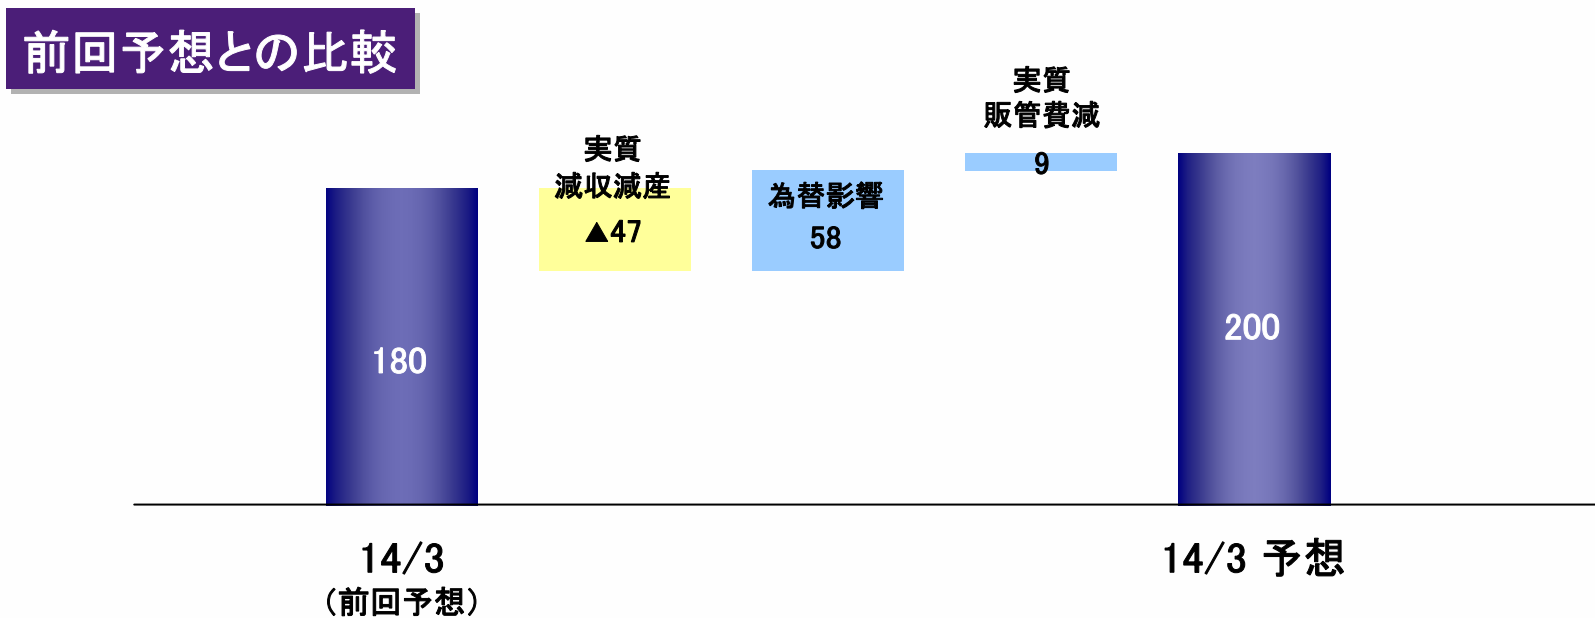 前回予想との比較
実質
販管費減
9
実質
減収減産
▲47
為替影響
58
180
200
14/3
（前回予想）
14/3 予想